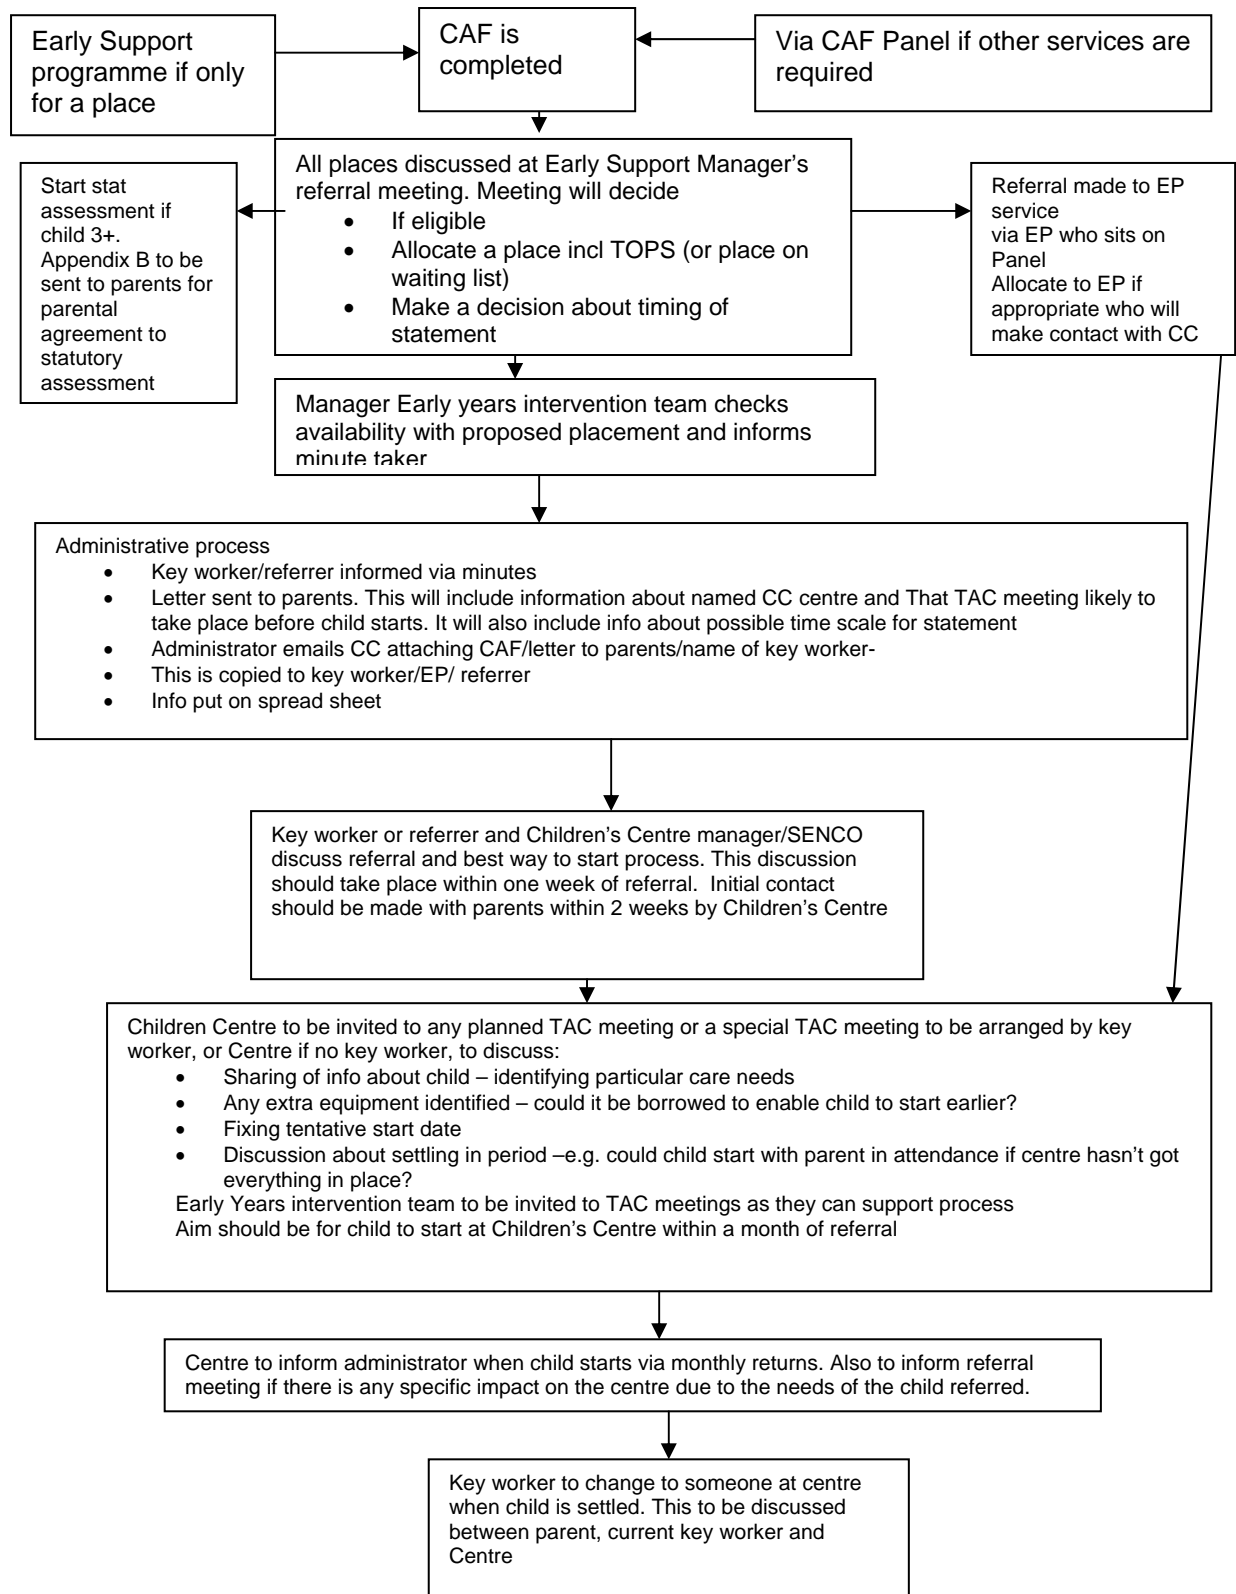 Early Support
programme if only
for a place
CAF is
completed
Via CAF Panel if other services are
required
All places discussed at Early Support Manager's
referral meeting. Meeting will decide
• If eligible
• Allocate a place incl TOPS (or place on
waiting list)
• Make a decision about timing of
statement
Start stat
assessment if
child 3+.
Appendix B to be
sent to parents for
parental
agreement to
statutory
assessment
Referral made to EP
service
via EP who sits on
Panel
Allocate to EP if
appropriate who will
make contact with CC
Manager Early years intervention team checks
availability with proposed placement and informs
minute taker
Administrative process
• Key worker/referrer informed via minutes
• Letter sent to parents. This will include information about named CC centre and That TAC meeting likely to
take place before child starts. It will also include info about possible time scale for statement
• Administrator emails CC attaching CAF/letter to parents/name of key worker-
• This is copied to key worker/EP/ referrer
• Info put on spread sheet
Key worker or referrer and Children's Centre manager/SENCO
discuss referral and best way to start process. This discussion
should take place within one week of referral.  Initial contact
should be made with parents within 2 weeks by Children's Centre
Children Centre to be invited to any planned TAC meeting or a special TAC meeting to be arranged by key
worker, or Centre if no key worker, to discuss:
• Sharing of info about child – identifying particular care needs
• Any extra equipment identified – could it be borrowed to enable child to start earlier?
• Fixing tentative start date
• Discussion about settling in period –e.g. could child start with parent in attendance if centre hasn't got
everything in place?
Early Years intervention team to be invited to TAC meetings as they can support process
Aim should be for child to start at Children's Centre within a month of referral
Centre to inform administrator when child starts via monthly returns. Also to inform referral
meeting if there is any specific impact on the centre due to the needs of the child referred.
Key worker to change to someone at centre
when child is settled. This to be discussed
between parent, current key worker and
Centre